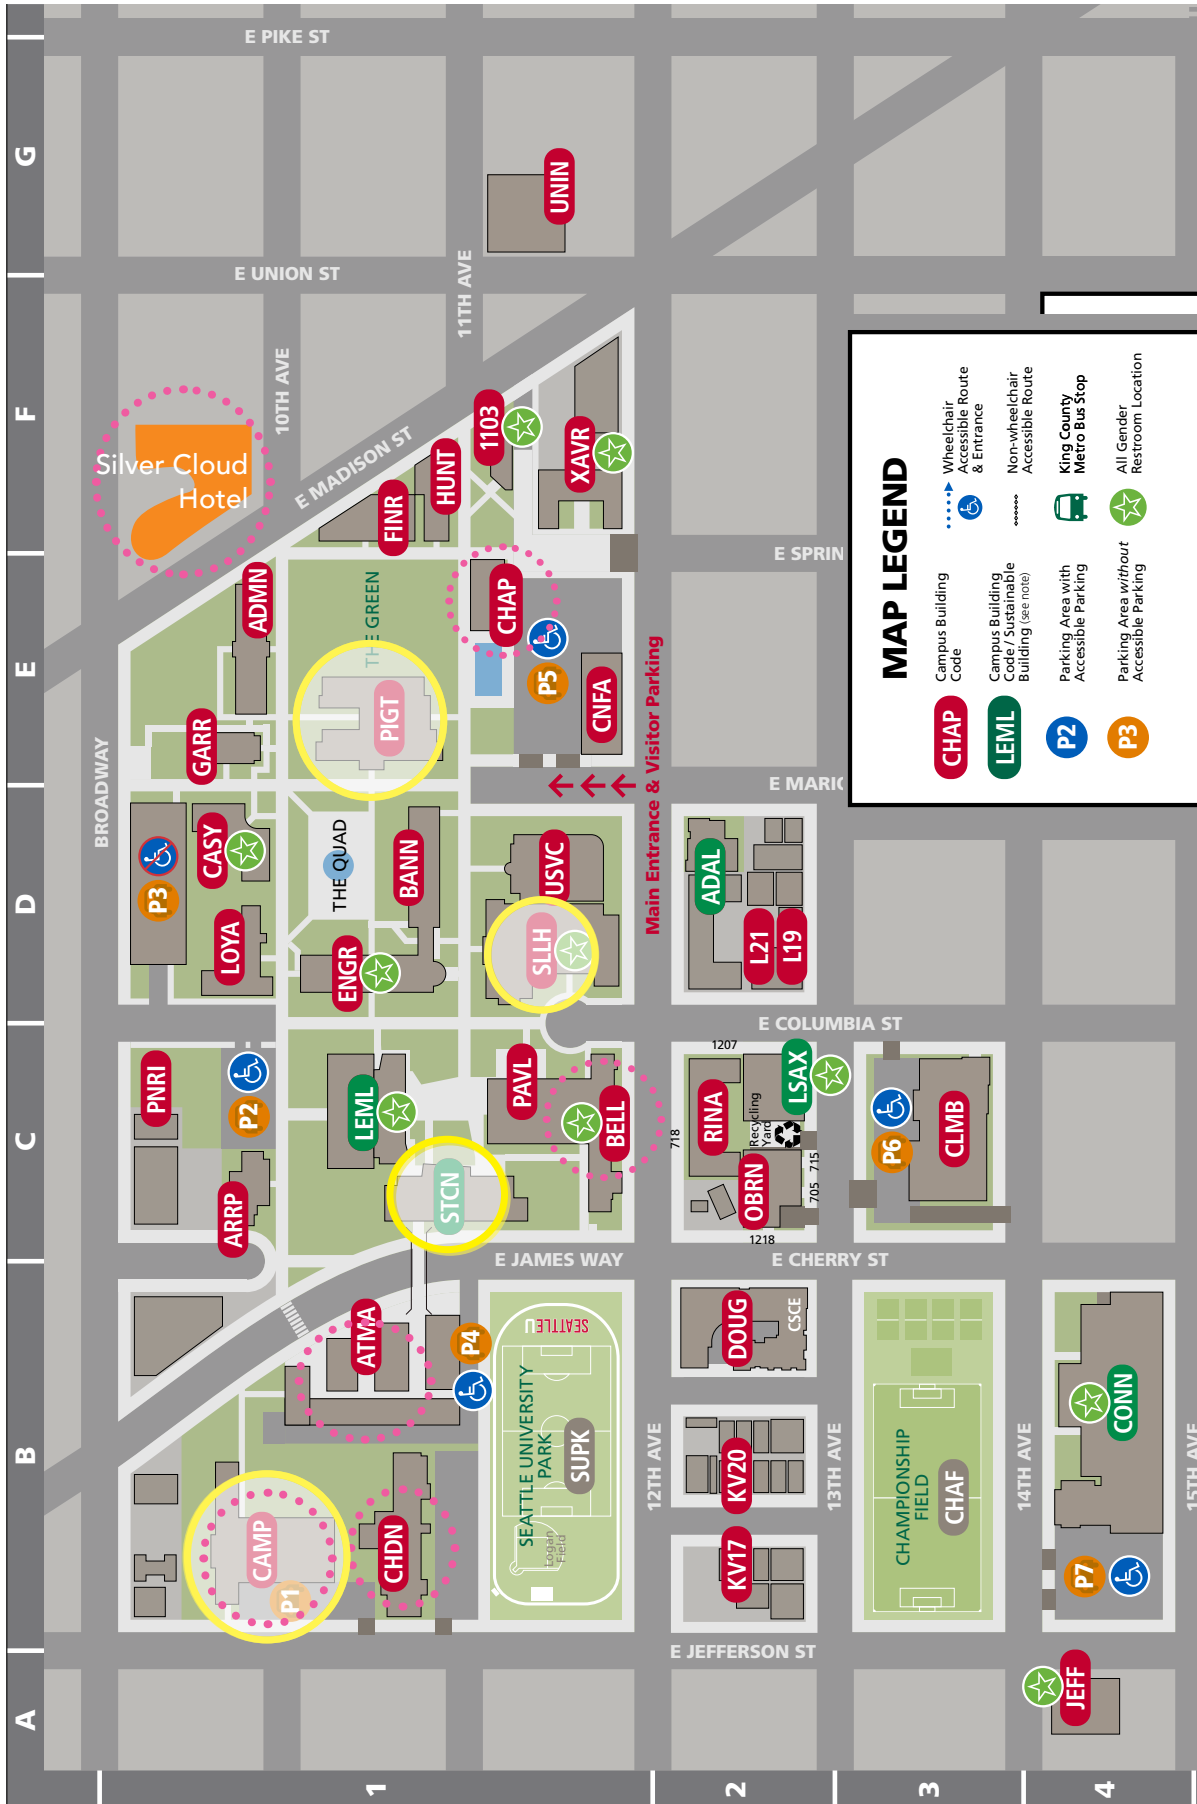 E PIKE ST
G
UNIN
E UNION ST
11TH AVE
10TH AVE
F
Silver Cloud
Hotel
E MADISON ST
1103
HUNT
XAVR
FINR
E SPRIN
ADMN
THE GREEN
CHAP
E
P5
PIGT
CNFA
GARR
BROADWAY
Main Entrance & Visitor Parking
E MARI
D
P3
CASY
THE QUAD
BANN
USVC
ADAL
LOYA
ENGR
SLLH
L21
L19
E COLUMBIA ST
C
PNRI
P2
LEML
PAVL
BELL
1207
718
RINA
LSAX
Recycling
Yard
OBRN
705
715
1218
P6
CLMB
ARRP
STCN
E JAMES WAY
E CHERRY ST
B
ATMA
P4
SEATTLEU
SEATTLE UNIVERSITY
PARK
SUPK
Logan
Field
DOUG
CSCE
12TH AVE
KV20
KV17
13TH AVE
CHAMPIONSHIP
FIELD
CHAF
14TH AVE
CONN
15TH AVE
P7
CAMP
P1
CHDN
E JEFFERSON ST
A
JEFF
1
2
3
4
MAP LEGEND
CHAP
Campus Building
Code
LEML
Campus Building
Code / Sustainable
Building (see note)
P2
Parking Area with
Accessible Parking
P3
Parking Area without
Accessible Parking
Wheelchair
Accessible Route
& Entrance
Non-wheelchair
Accessible Route
King County
Metro Bus Stop
All Gender
Restroom Location